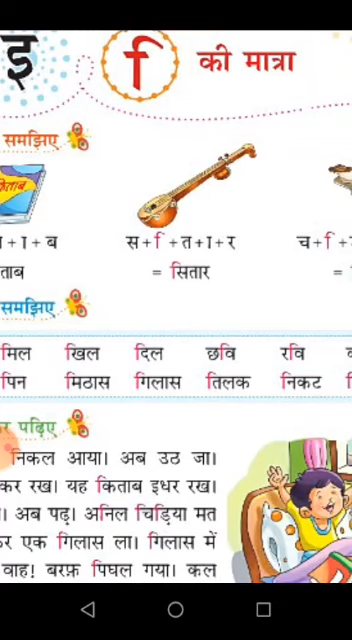 इ ि की मात्रा
समझिए
किताब
ा + ब स + ि + त + ा + र च + ि +
ताब = सितार =
समझिए
मिल खिल दिल छवि रवि
पिन मिठास गिलास तिलक निकट
र पढ़िए
निकल आया। अब उठ जा।
कर रख। यह किताब इधर रख।
। अब पढ़। अनिल चिड़िया मत
एक गिलास ला। गिलास में
वाह! बरफ़ पिघल गया। कल